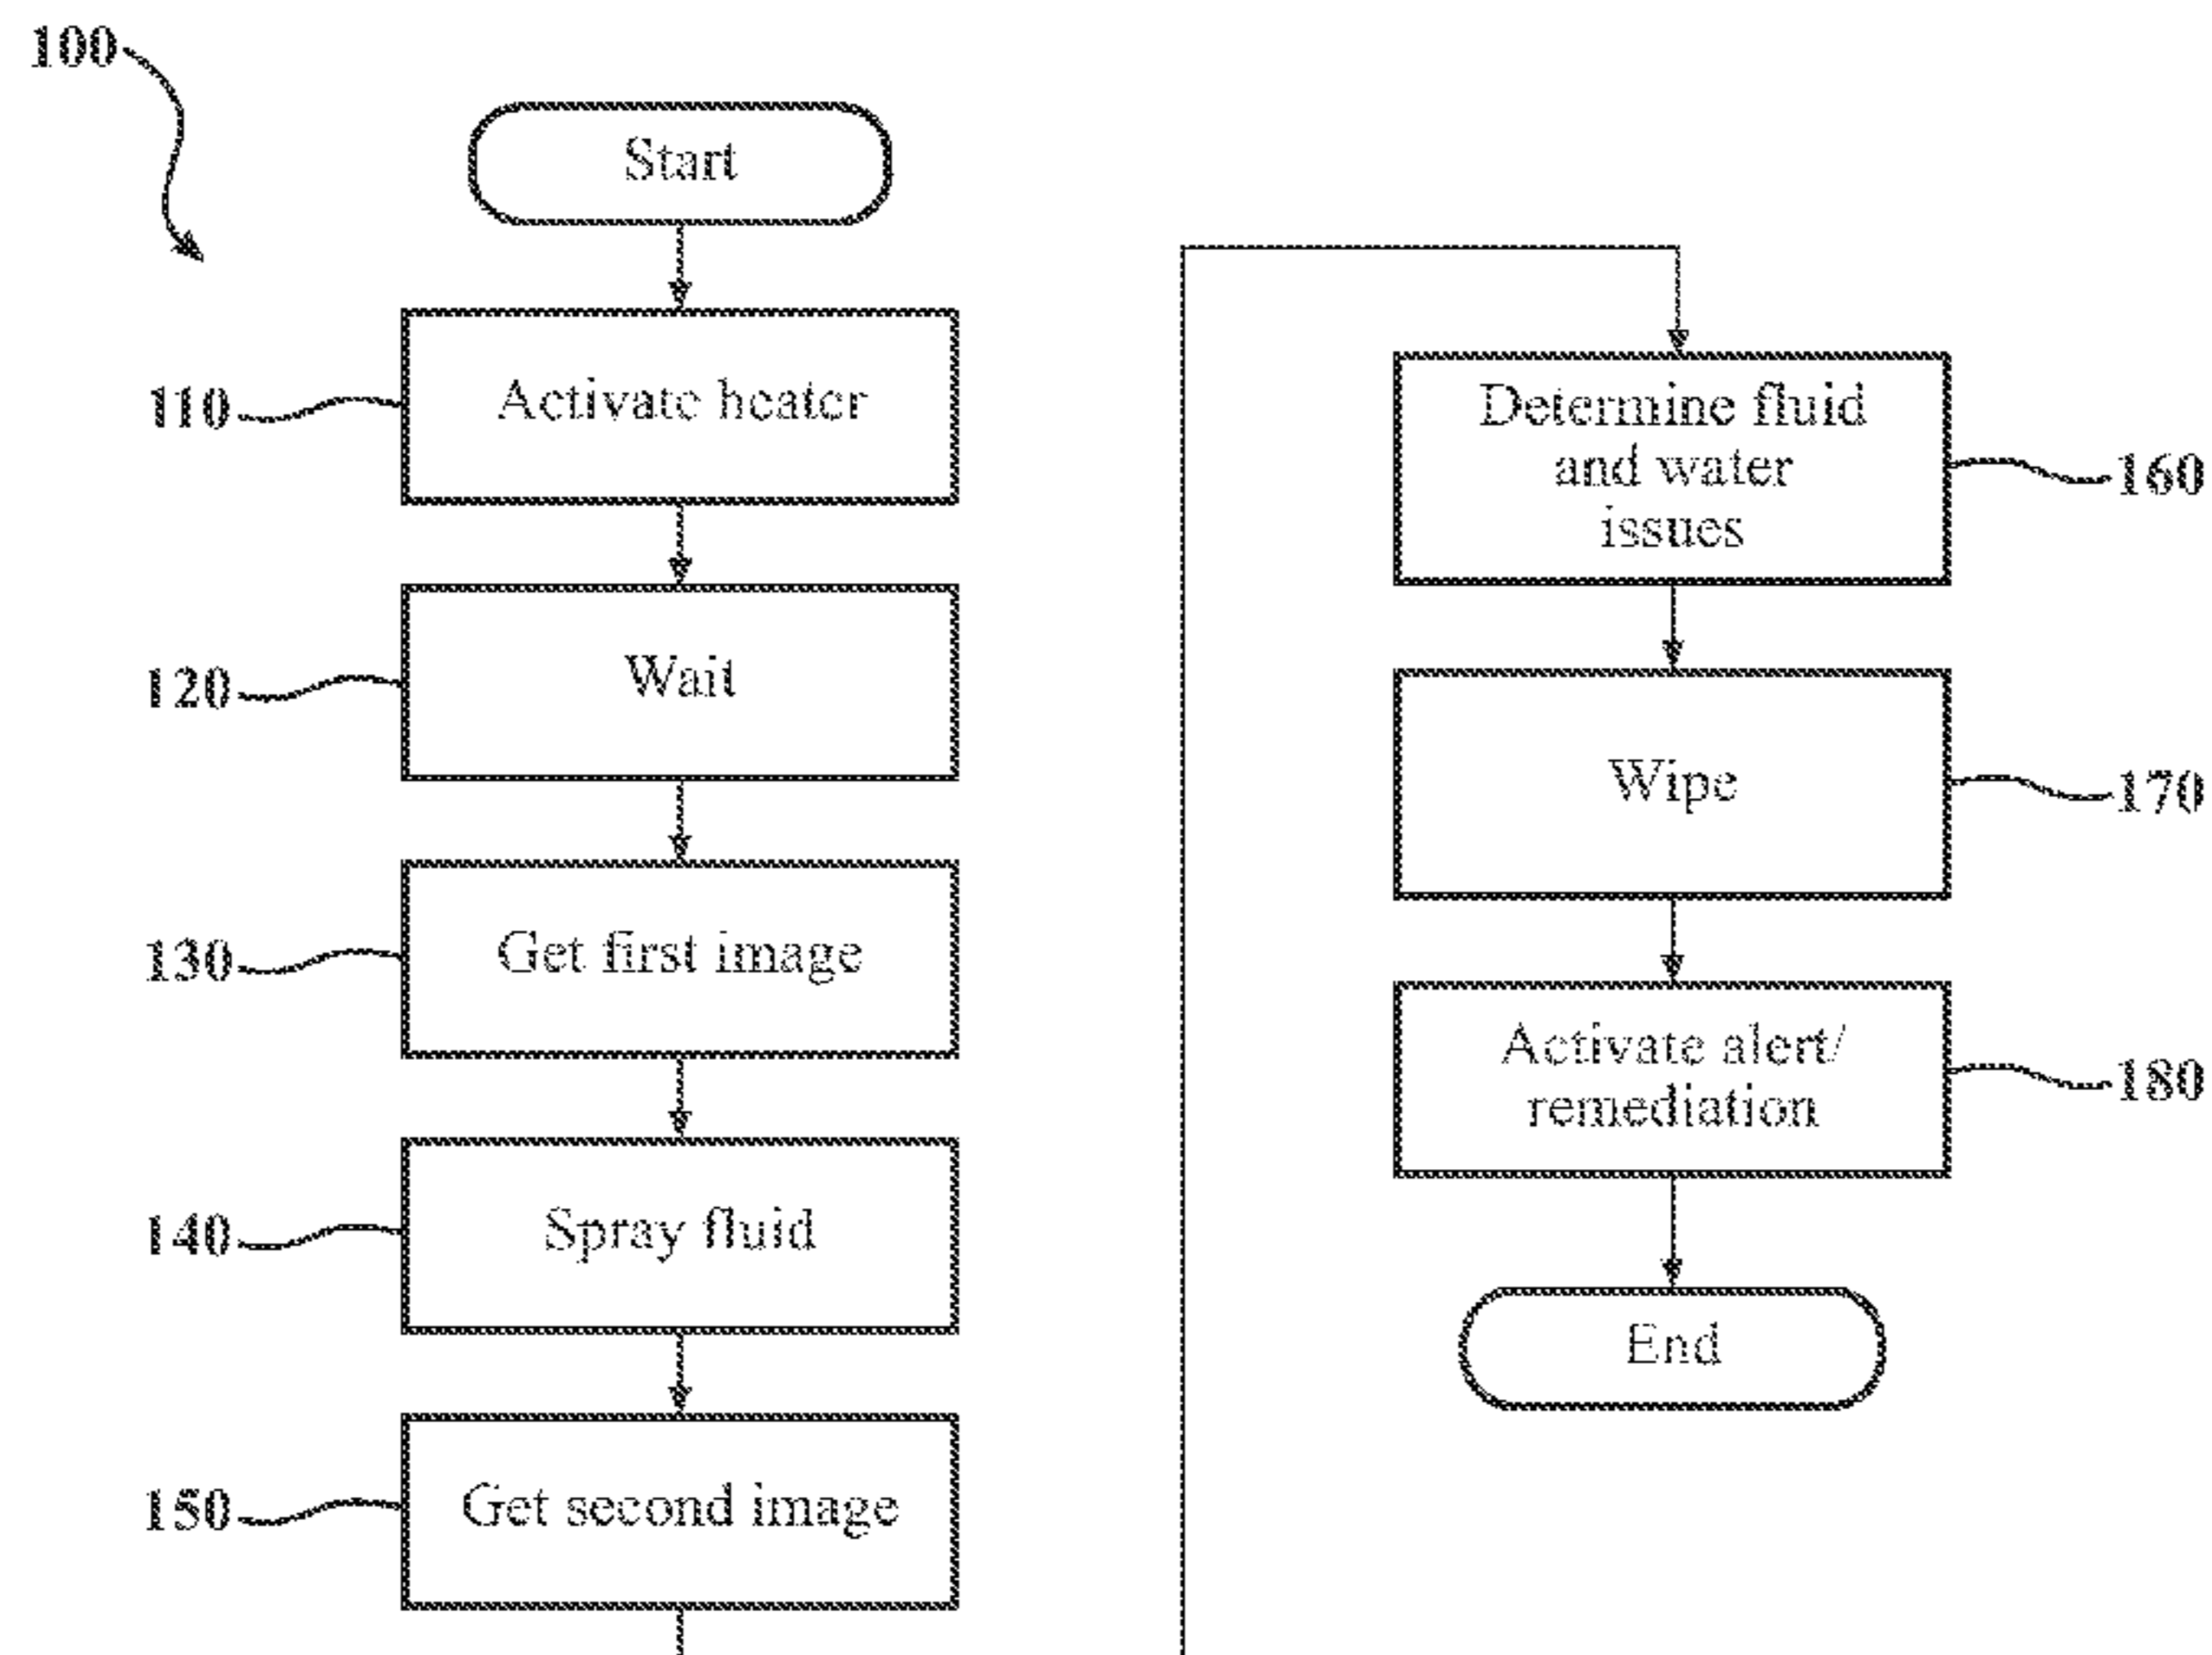 100
Start
Activate heater
110
Wait
120
Get first image
130
Spray fluid
140
Get second image
150
Determine fluid
and water
issues
160
Wipe
170
Activate alert/
remediation
180
End